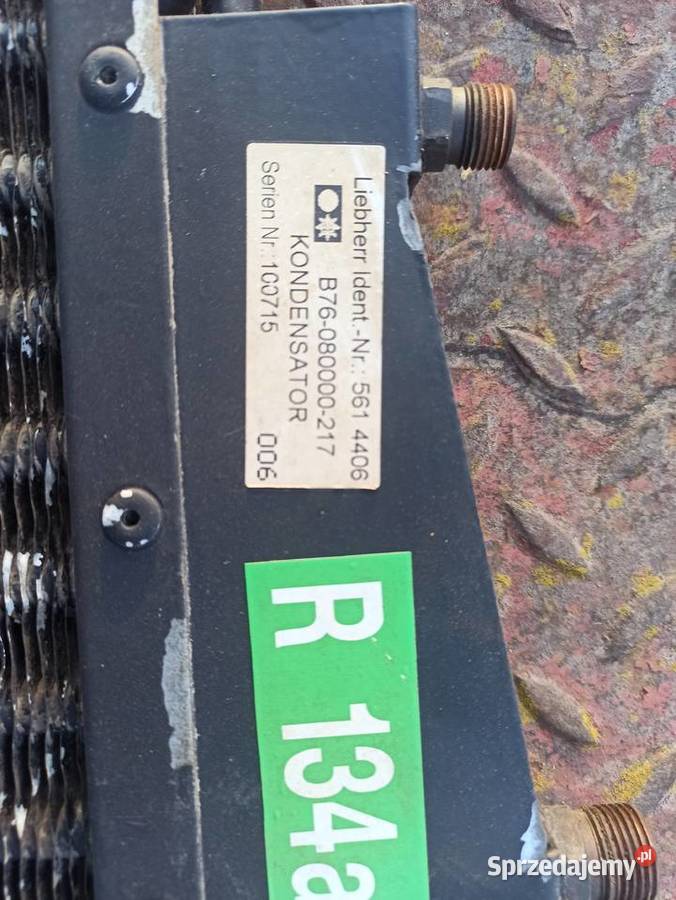 Liebherr Ident.-Nr.: 561 4406
B76-080000-217
KONDENSATOR
Serien Nr.:100715 006
R 134a
Sprzedajemy.pl